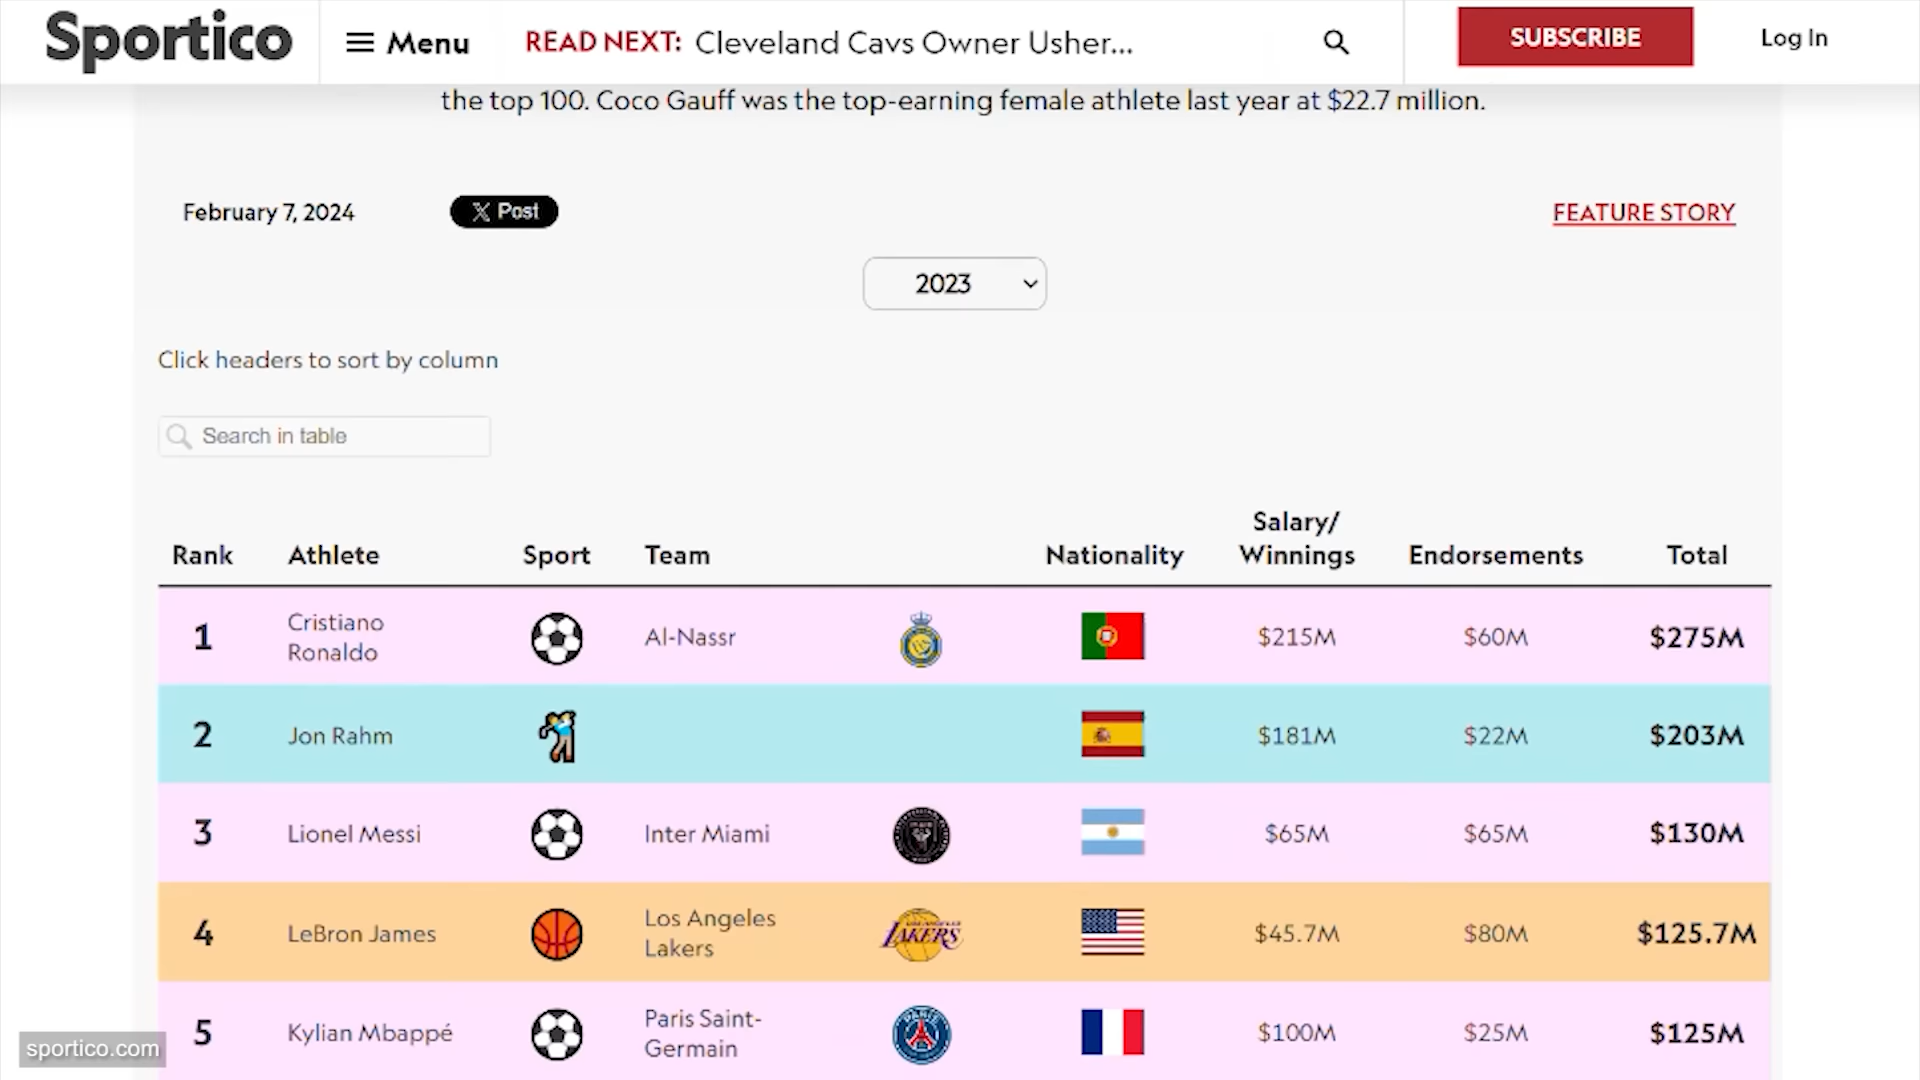 Sportico
Menu
READ NEXT: Cleveland Cavs Owner Usher...
SUBSCRIBE
Log In
the top 100. Coco Gauff was the top-earning female athlete last year at $22.7 million.
February 7, 2024
X Post
FEATURE STORY
2023
Click headers to sort by column
Search in table
Rank Athlete Sport Team Nationality Salary/ Winnings Endorsements Total
1 Cristiano Ronaldo Al-Nassr $215M $60M $275M
2 Jon Rahm $181M $22M $203M
3 Lionel Messi Inter Miami $65M $65M $130M
4 LeBron James Los Angeles Lakers LAKERS $45.7M $80M $125.7M
5 Kylian Mbappé Paris Saint-Germain PARIS $100M $25M $125M
sportico.com